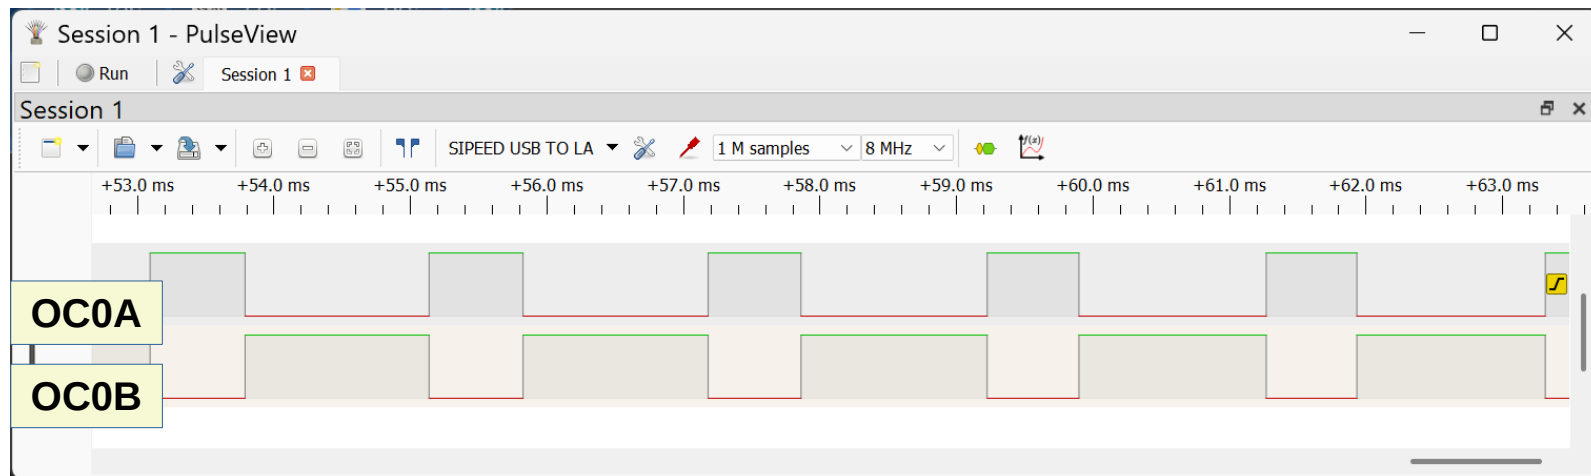 Session 1 - PulseView
Run
Session 1
Session 1
SIPEED USB TO LA
1 M samples
8 MHz
f(x)
+53.0 ms +54.0 ms +55.0 ms +56.0 ms +57.0 ms +58.0 ms +59.0 ms +60.0 ms +61.0 ms +62.0 ms +63.0 ms
OC0A
OC0B